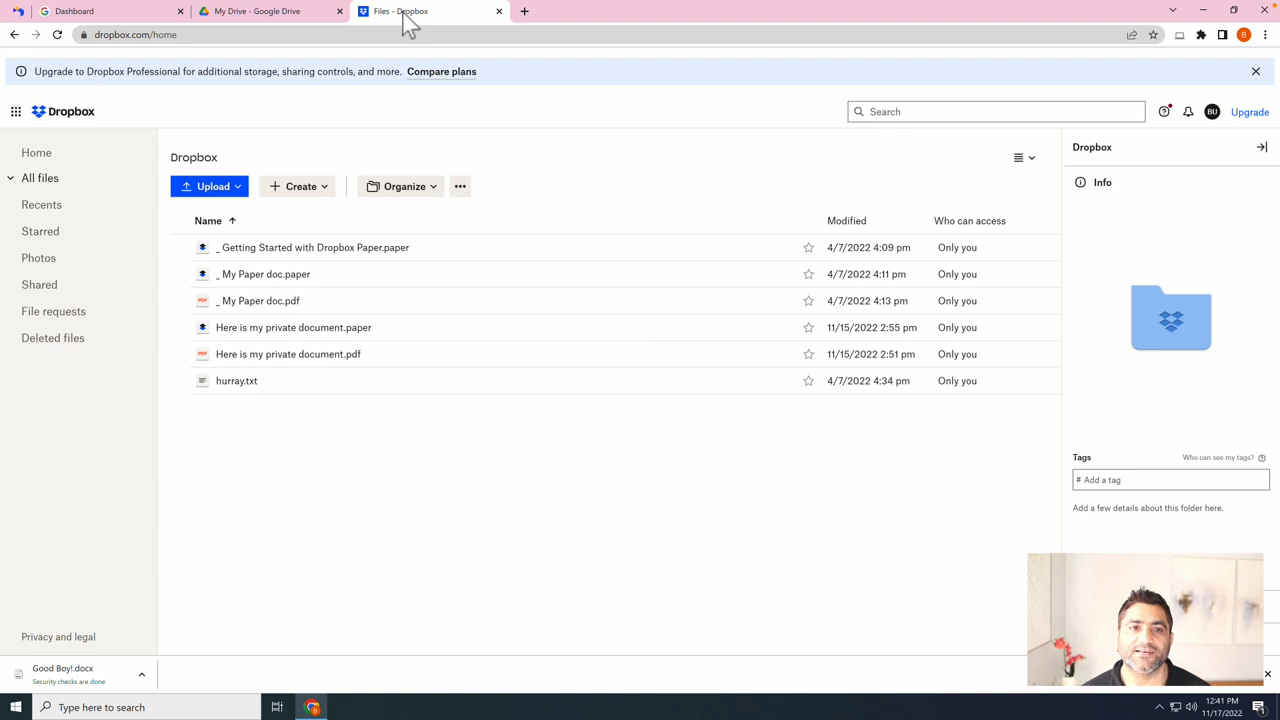 Dashboard
My Drive - Google Drive
Files - Dropbox
dropbox.com/home
B
Upgrade to Dropbox Professional for additional storage, sharing controls, and more. Compare plans
Dropbox
Search
BU
Upgrade
Home
All files
Recents
Starred
Photos
Shared
File requests
Deleted files
Privacy and legal
Dropbox
Upload
Create
Organize
Name
Modified
Who can access
_ Getting Started with Dropbox Paper.paper 4/7/2022 4:09 pm Only you
_ My Paper doc.paper 4/7/2022 4:11 pm Only you
PDF _ My Paper doc.pdf 4/7/2022 4:13 pm Only you
Here is my private document.paper 11/15/2022 2:55 pm Only you
PDF Here is my private document.pdf 11/15/2022 2:51 pm Only you
hurray.txt 4/7/2022 4:34 pm Only you
Dropbox
Info
Tags
Who can see my tags?
# Add a tag
Add a few details about this folder here.
Good Boy!.docx
Security checks are done
Type here to search
12:41 PM
11/17/2022
1